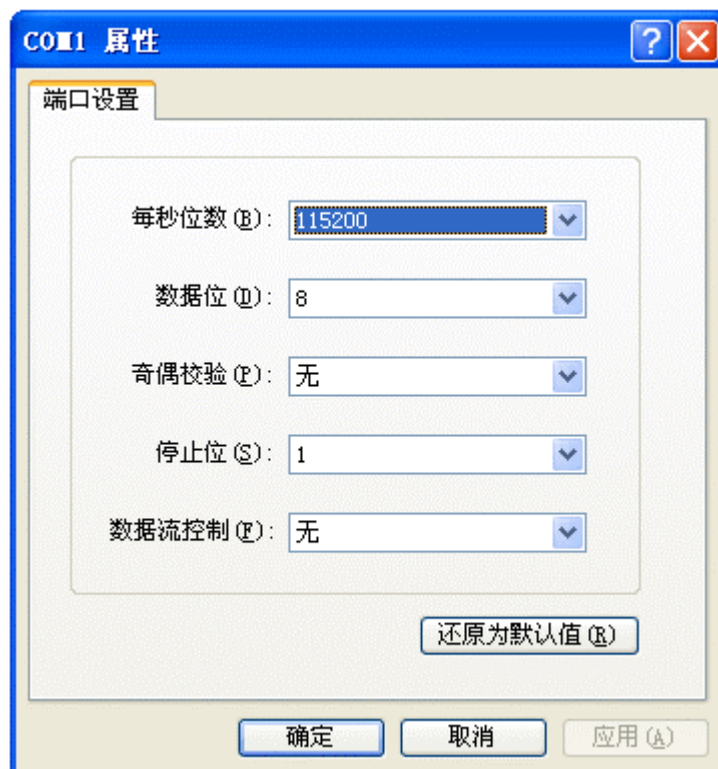 COM1 属性
端口设置
每秒位数(B): 115200
数据位(D): 8
奇偶校验(P): 无
停止位(S): 1
数据流控制(F): 无
还原为默认值(R)
确定 取消 应用(A)